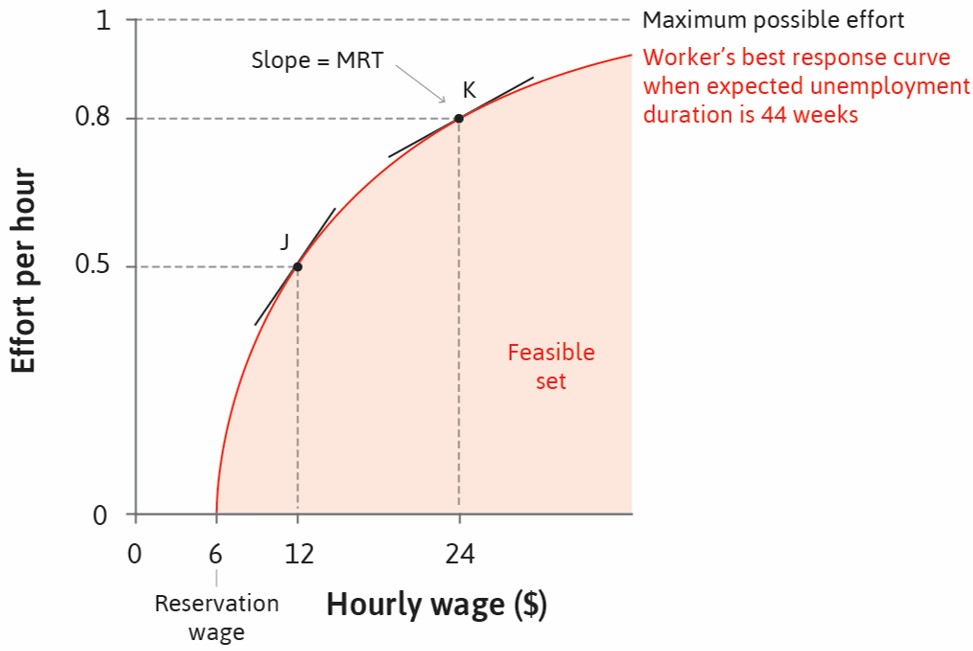 1
Maximum possible effort
Slope = MRT
Worker’s best response curve
when expected unemployment
duration is 44 weeks
K
0.8
J
0.5
Effort per hour
Feasible
set
0
0
6
12
24
Reservation
wage
Hourly wage ($)